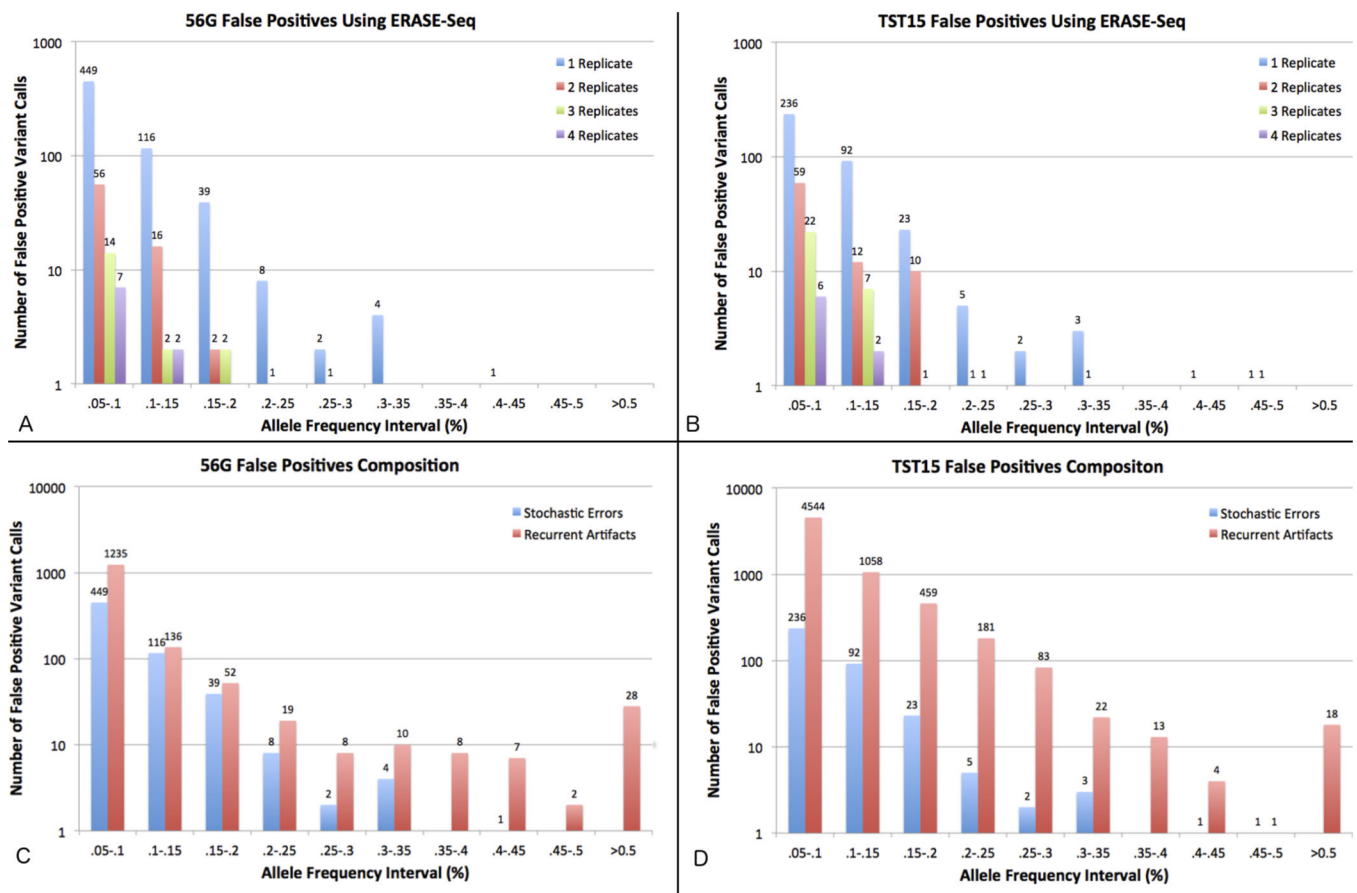 56G False Positives Using ERASE-Seq
Number of False Positive Variant Calls
1000
100
10
1
449
56
14
7
116
16
2 2
39
2 2
8
1
2
1
4
1
1 Replicate
2 Replicates
3 Replicates
4 Replicates
.05-.1 .1-.15 .15-.2 .2-.25 .25-.3 .3-.35 .35-.4 .4-.45 .45-.5 >0.5
Allele Frequency Interval (%)
A
TST15 False Positives Using ERASE-Seq
Number of False Positive Variant Calls
1000
100
10
1
236
59
22
6
92
12
7
2
23
10
1
5
1 1
2
3
1
1
1 1
1 Replicate
2 Replicates
3 Replicates
4 Replicates
.05-.1 .1-.15 .15-.2 .2-.25 .25-.3 .3-.35 .35-.4 .4-.45 .45-.5 >0.5
Allele Frequency Interval (%)
B
56G False Positives Composition
Number of False Positive Variant Calls
10000
1000
100
10
1
449
1235
116 136
39
52
8
19
2
8
4
10
8
1
7
2
28
Stochastic Errors
Recurrent Artifacts
.05-.1 .1-.15 .15-.2 .2-.25 .25-.3 .3-.35 .35-.4 .4-.45 .45-.5 >0.5
Allele Frequency Interval (%)
C
TST15 False Positives Compositon
Number of False Positive Variant Calls
10000
1000
100
10
1
236
4544
92
1058
23
459
5
181
2
83
3
22
13
1
4
1 1
18
Stochastic Errors
Recurrent Artifacts
.05-.1 .1-.15 .15-.2 .2-.25 .25-.3 .3-.35 .35-.4 .4-.45 .45-.5 >0.5
Allele Frequency Interval (%)
D